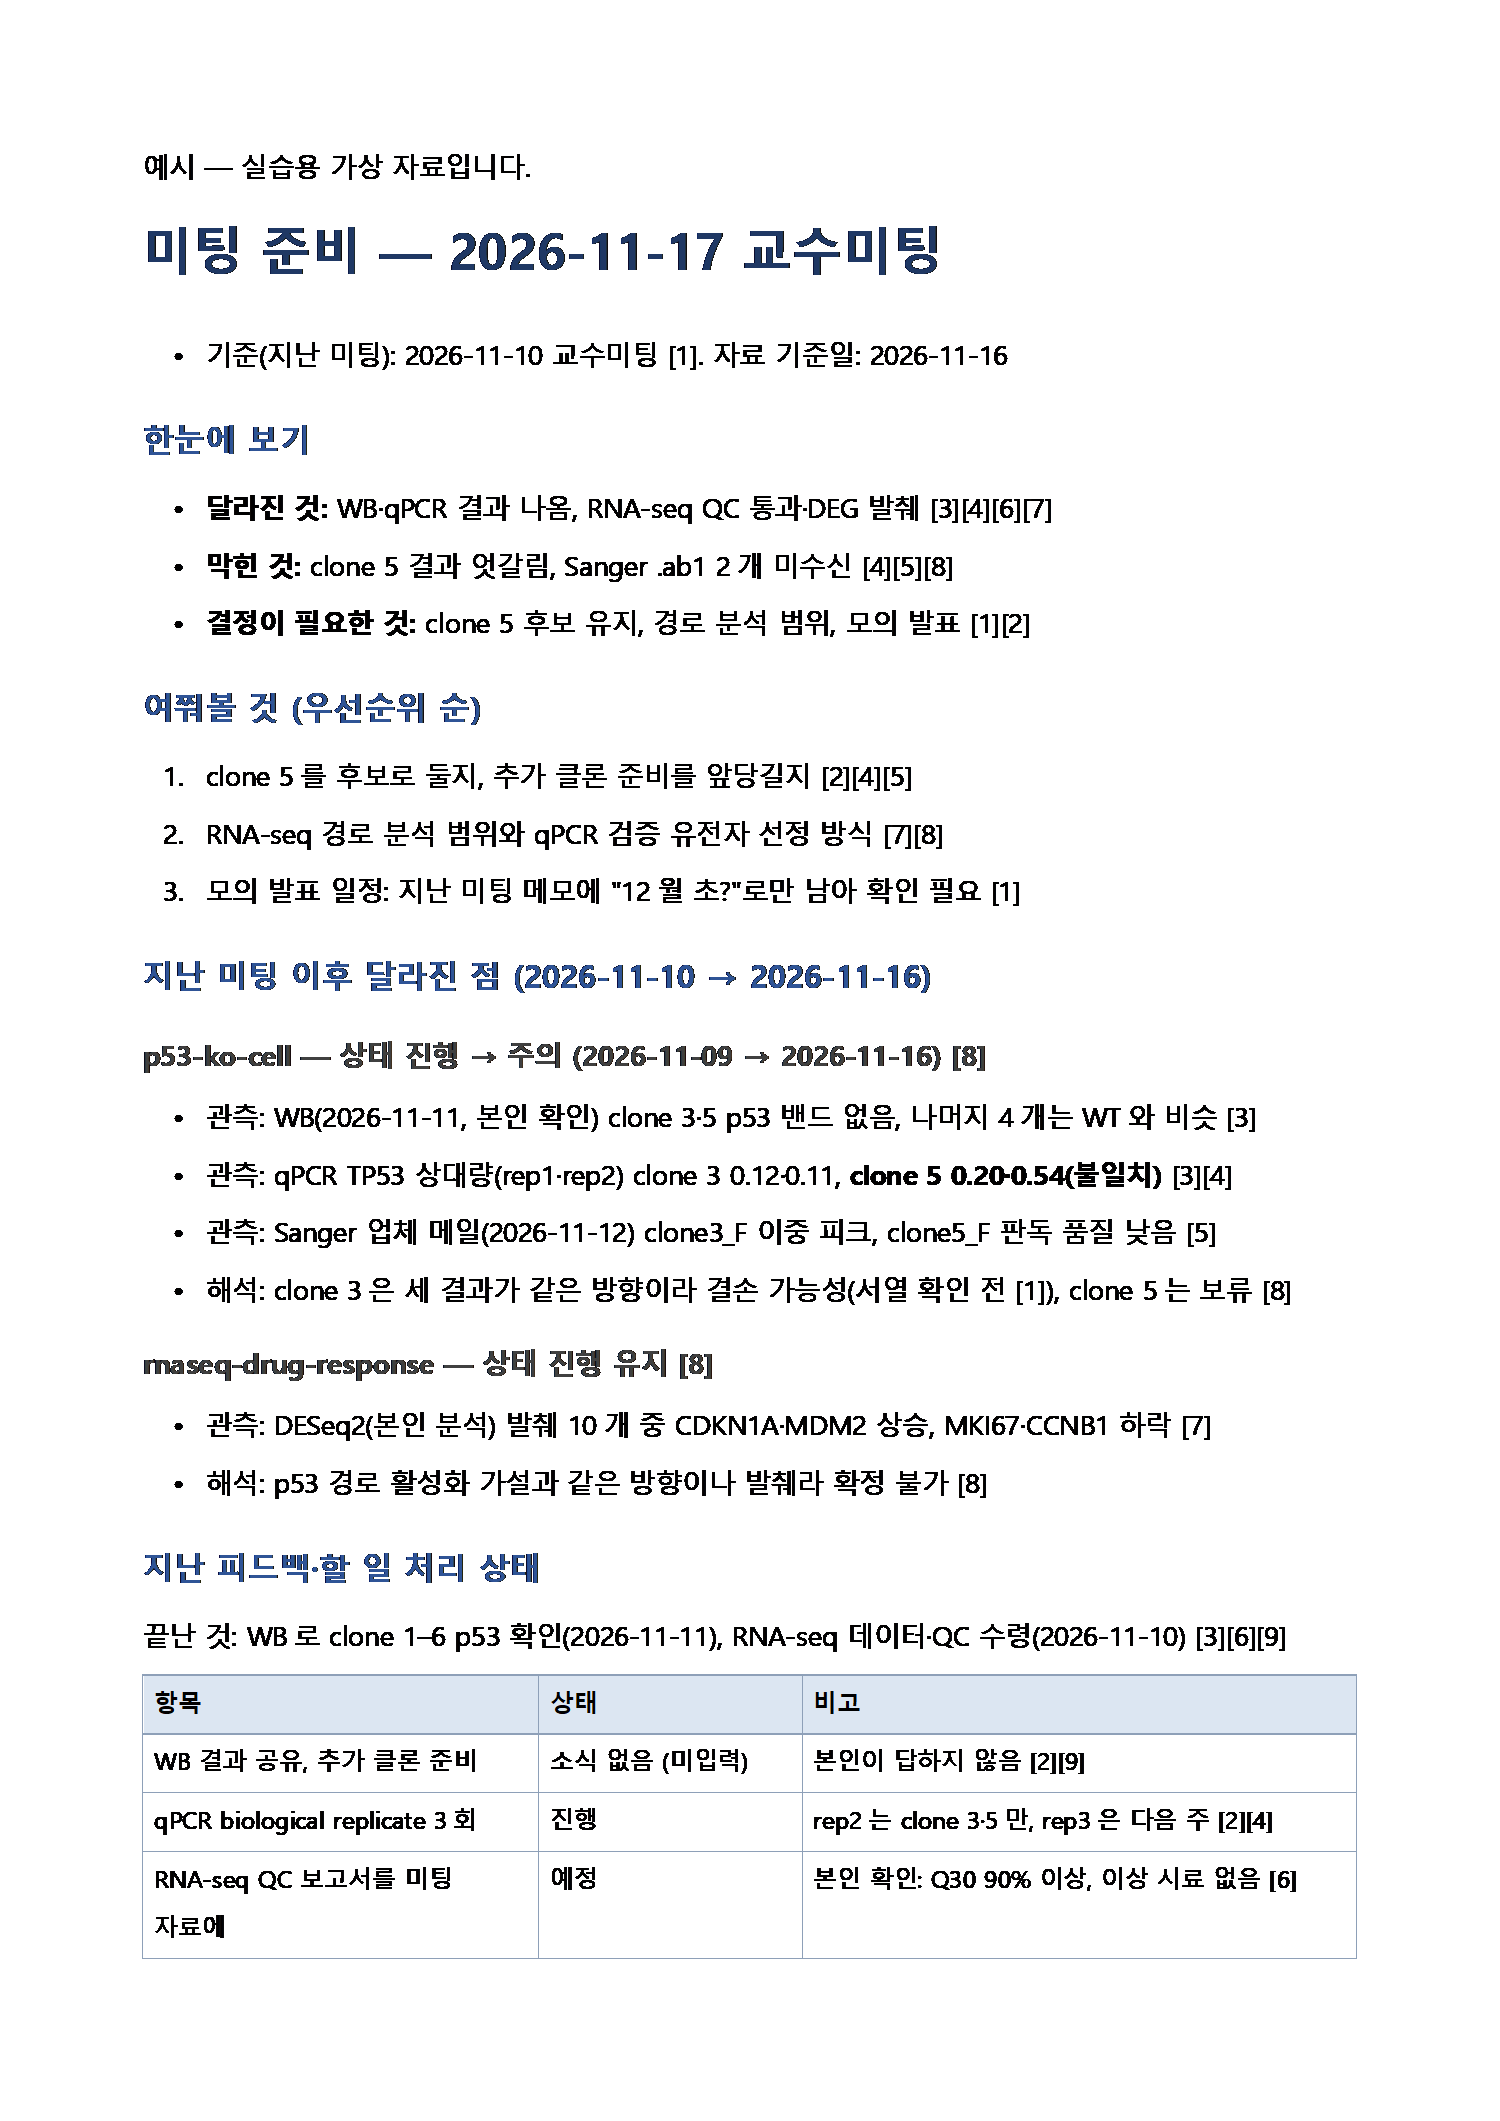 예시 — 실습용 가상 자료입니다.
미팅 준비 — 2026-11-17 교수미팅
• 기준(지난 미팅): 2026-11-10 교수미팅 [1]. 자료 기준일: 2026-11-16
한눈에 보기
• 달라진 것: WB·qPCR 결과 나옴, RNA-seq QC 통과·DEG 발췌 [3][4][6][7]
• 막힌 것: clone 5 결과 엇갈림, Sanger .ab1 2개 미수신 [4][5][8]
• 결정이 필요한 것: clone 5 후보 유지, 경로 분석 범위, 모의 발표 [1][2]
여쭤볼 것 (우선순위 순)
1. clone 5를 후보로 둘지, 추가 클론 준비를 앞당길지 [2][4][5]
2. RNA-seq 경로 분석 범위와 qPCR 검증 유전자 선정 방식 [7][8]
3. 모의 발표 일정: 지난 미팅 메모에 "12월 초?"로만 남아 확인 필요 [1]
지난 미팅 이후 달라진 점 (2026-11-10 → 2026-11-16)
p53-ko-cell — 상태 진행 → 주의 (2026-11-09 → 2026-11-16) [8]
• 관측: WB(2026-11-11, 본인 확인) clone 3·5 p53 밴드 없음, 나머지 4개는 WT와 비슷 [3]
• 관측: qPCR TP53 상대량(rep1·rep2) clone 3 0.12·0.11, clone 5 0.20·0.54(불일치) [3][4]
• 관측: Sanger 업체 메일(2026-11-12) clone3_F 이중 피크, clone5_F 판독 품질 낮음 [5]
• 해석: clone 3은 세 결과가 같은 방향이라 결손 가능성(서열 확인 전 [1]), clone 5는 보류 [8]
rnaseq-drug-response — 상태 진행 유지 [8]
• 관측: DESeq2(본인 분석) 발췌 10개 중 CDKN1A·MDM2 상승, MKI67·CCNB1 하락 [7]
• 해석: p53 경로 활성화 가설과 같은 방향이나 발췌라 확정 불가 [8]
지난 피드백·할 일 처리 상태
끝난 것: WB로 clone 1–6 p53 확인(2026-11-11), RNA-seq 데이터·QC 수령(2026-11-10) [3][6][9]
항목 상태 비고
WB 결과 공유, 추가 클론 준비 소식 없음 (미입력) 본인이 답하지 않음 [2][9]
qPCR biological replicate 3회 진행 rep2는 clone 3·5만, rep3은 다음 주 [2][4]
RNA-seq QC 보고서를 미팅 예정 본인 확인: Q30 90% 이상, 이상 시료 없음 [6]
자료에